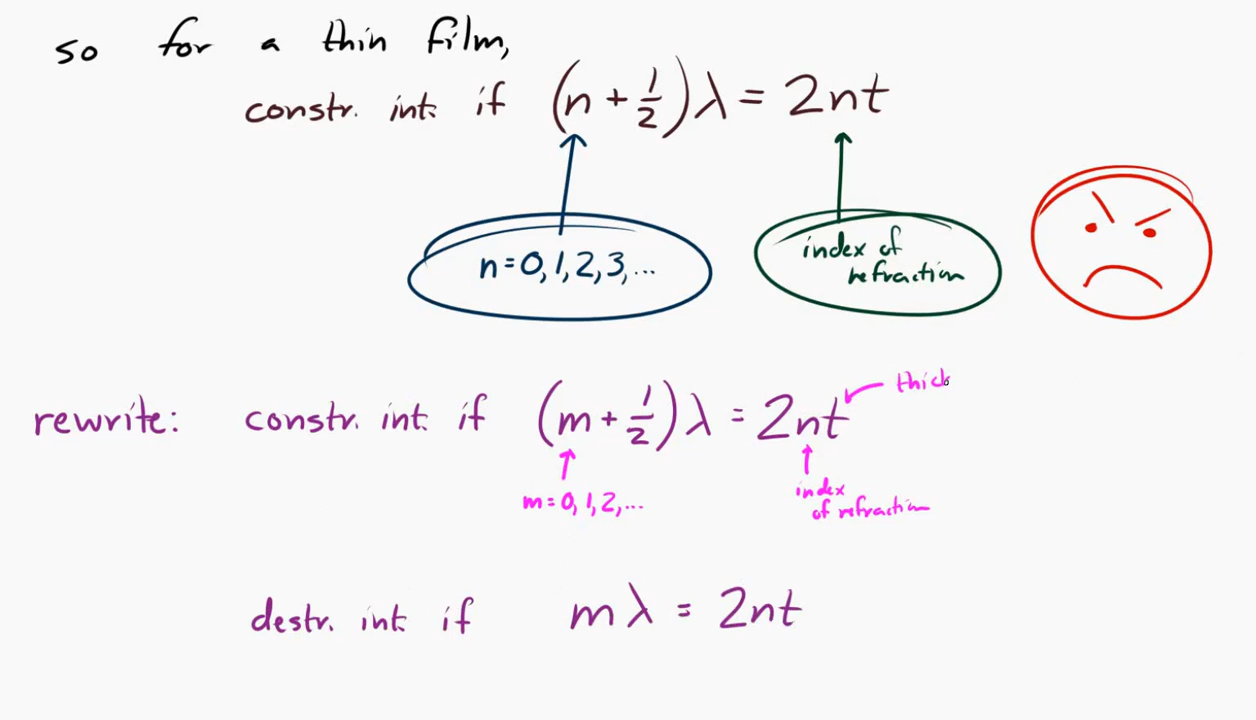 so for a thin film,
constr. int. if (n + 1/2) λ = 2nt
n = 0, 1, 2, 3, ...
index of
refraction
thick
rewrite: constr. int. if (m + 1/2) λ = 2nt
m = 0, 1, 2, ...
index
of refraction
destr. int. if mλ = 2nt